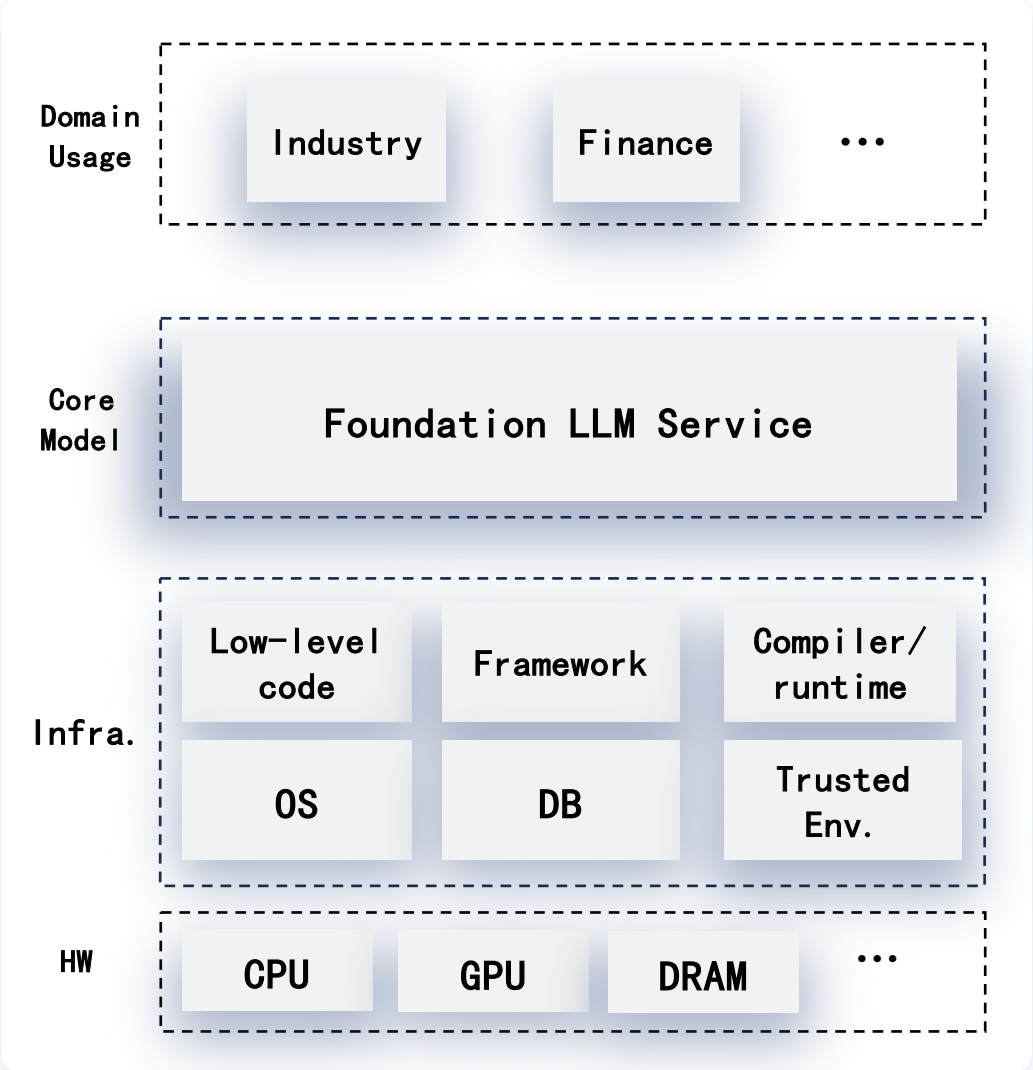 Domain
Usage
Industry
Finance
...
Core
Model
Foundation LLM Service
Infra.
Low-level
code
Framework
Compiler/
runtime
OS
DB
Trusted
Env.
HW
CPU
GPU
DRAM
...